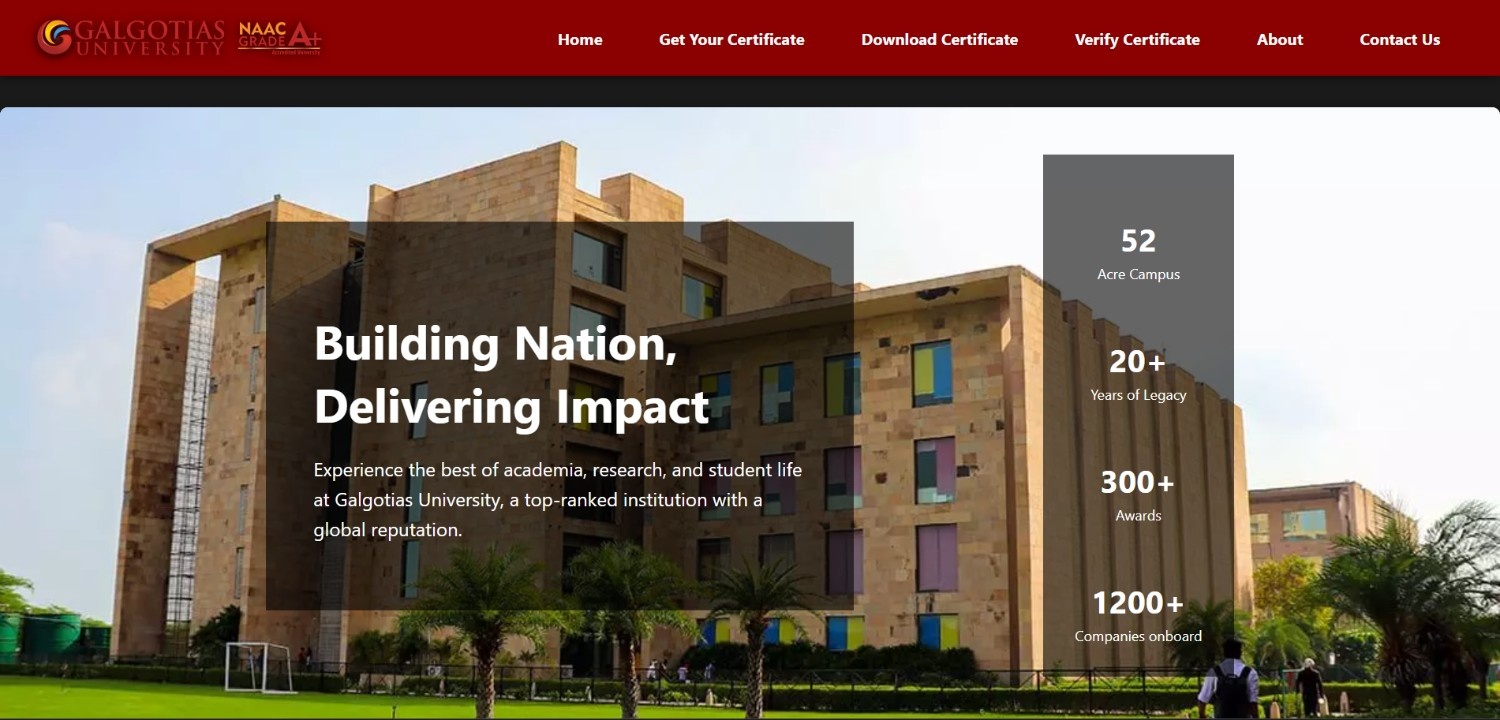 GALGOTIAS
UNIVERSITY
NAAC
GRADE A+
Home
Get Your Certificate
Download Certificate
Verify Certificate
About
Contact Us
Building Nation,
Delivering Impact
Experience the best of academia, research, and student life
at Galgotias University, a top-ranked institution with a
global reputation.
52
Acre Campus
20+
Years of Legacy
300+
Awards
1200+
Companies onboard